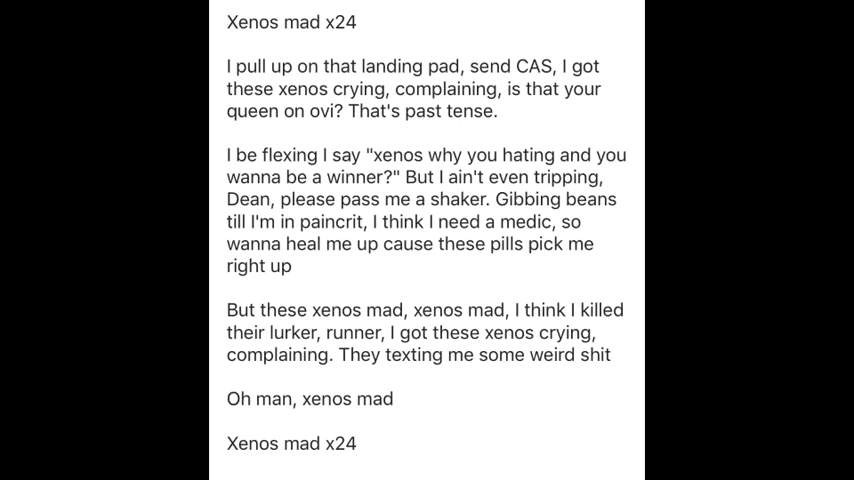 Xenos mad x24
I pull up on that landing pad, send CAS, I got
these xenos crying, complaining, is that your
queen on ovi? That's past tense.
I be flexing I say "xenos why you hating and you
wanna be a winner?" But I ain't even tripping,
Dean, please pass me a shaker. Gibbing beans
till I'm in paincrit, I think I need a medic, so
wanna heal me up cause these pills pick me
right up
But these xenos mad, xenos mad, I think I killed
their lurker, runner, I got these xenos crying,
complaining. They texting me some weird shit
Oh man, xenos mad
Xenos mad x24